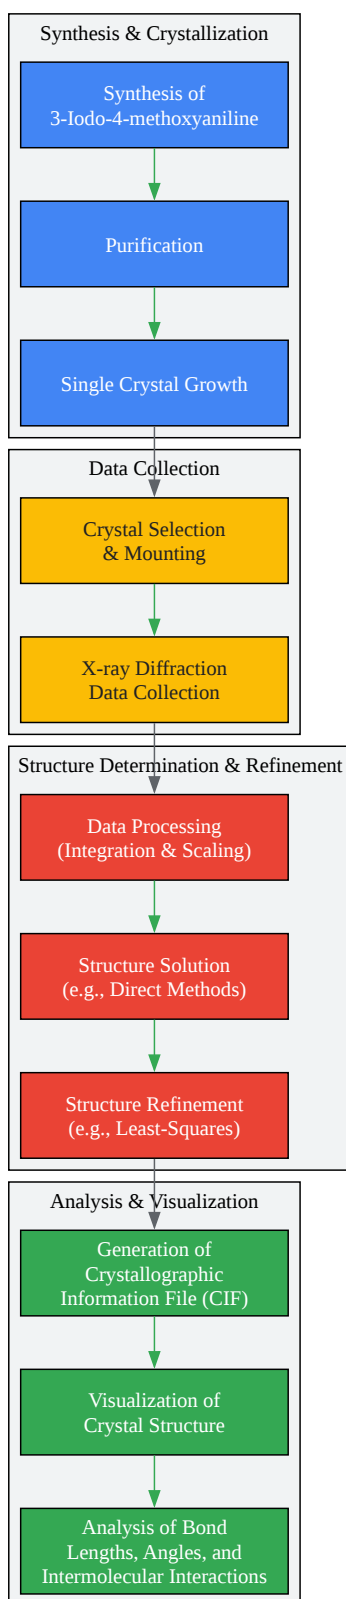 Synthesis & Crystallization
Synthesis of
3-Iodo-4-methoxyaniline
Purification
Single Crystal Growth
Data Collection
Crystal Selection
& Mounting
X-ray Diffraction
Data Collection
Structure Determination & Refinement
Data Processing
(Integration & Scaling)
Structure Solution
(e.g., Direct Methods)
Structure Refinement
(e.g., Least-Squares)
Analysis & Visualization
Generation of
Crystallographic
Information File (CIF)
Visualization of
Crystal Structure
Analysis of Bond
Lengths, Angles, and
Intermolecular Interactions